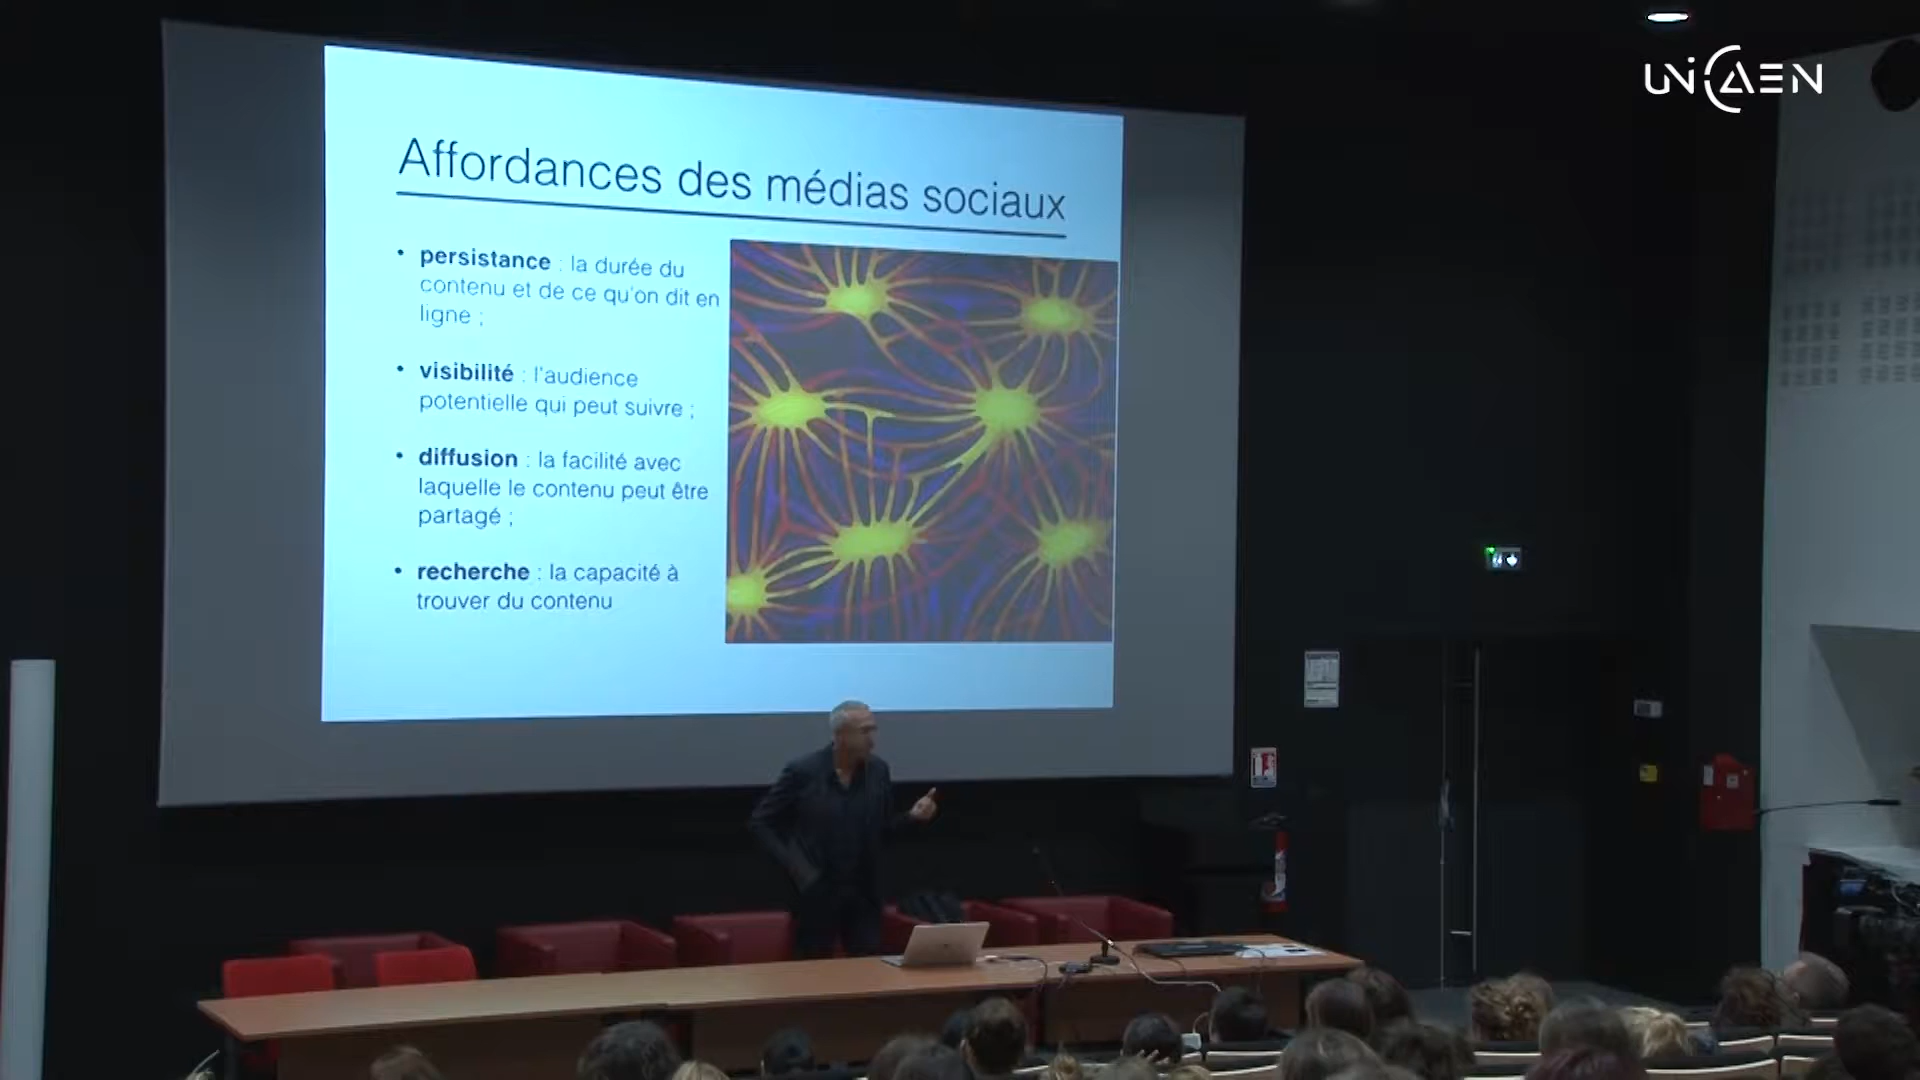 UNICAEN
Affordances des médias sociaux
• persistance : la durée du
contenu et de ce qu'on dit en
ligne ;
• visibilité : l'audience
potentielle qui peut suivre ;
• diffusion : la facilité avec
laquelle le contenu peut être
partagé ;
• recherche : la capacité à
trouver du contenu